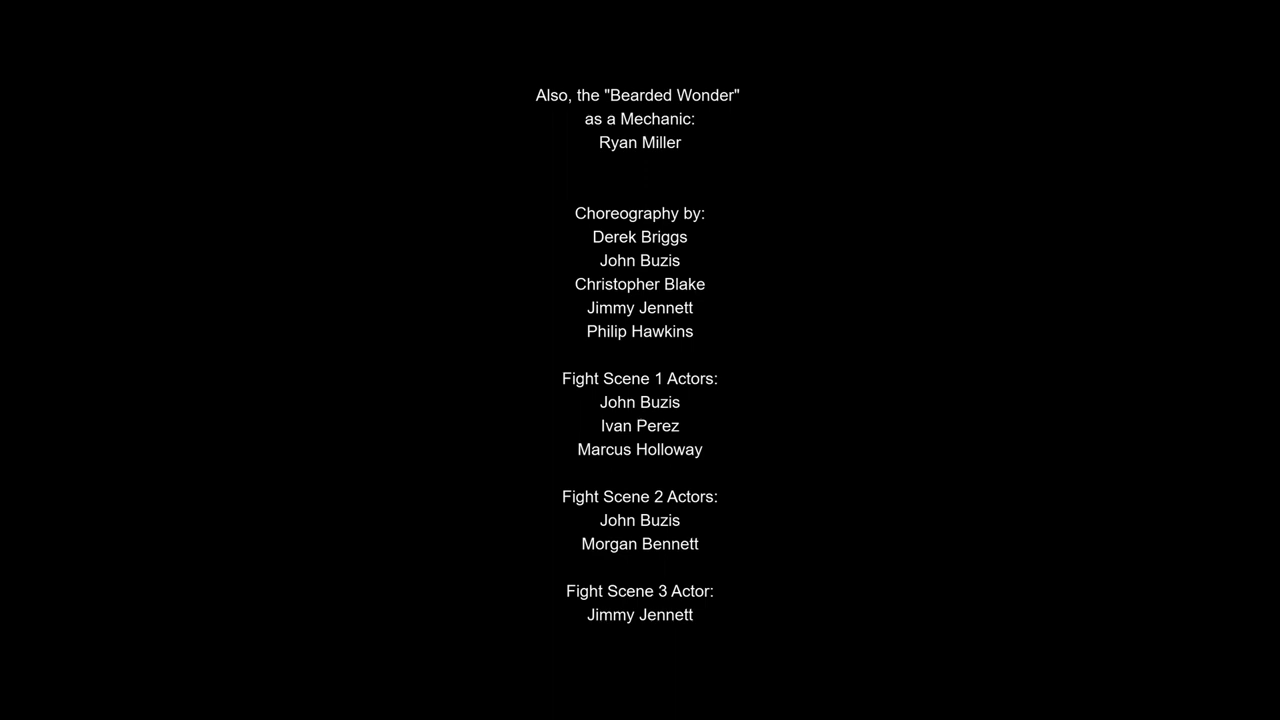 Also, the "Bearded Wonder"
as a Mechanic:
Ryan Miller
Choreography by:
Derek Briggs
John Buzis
Christopher Blake
Jimmy Jennett
Philip Hawkins
Fight Scene 1 Actors:
John Buzis
Ivan Perez
Marcus Holloway
Fight Scene 2 Actors:
John Buzis
Morgan Bennett
Fight Scene 3 Actor:
Jimmy Jennett